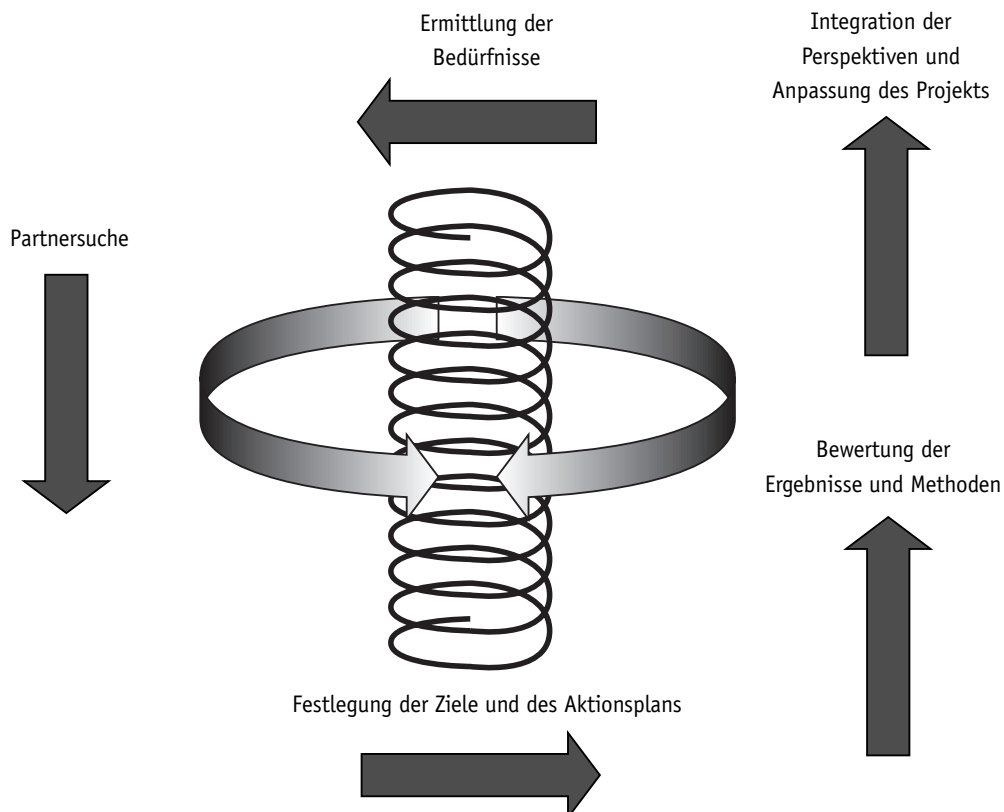 Ermittlung der
Bedürfnisse
Integration der
Perspektiven und
Anpassung des Projekts
Partnersuche
Bewertung der
Ergebnisse und Methoden
Festlegung der Ziele und des Aktionsplans